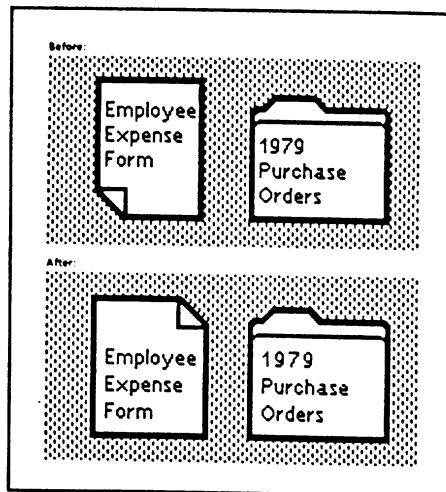 Before:
Employee
Expense
Form
1979
Purchase
Orders
After:
Employee
Expense
Form
1979
Purchase
Orders